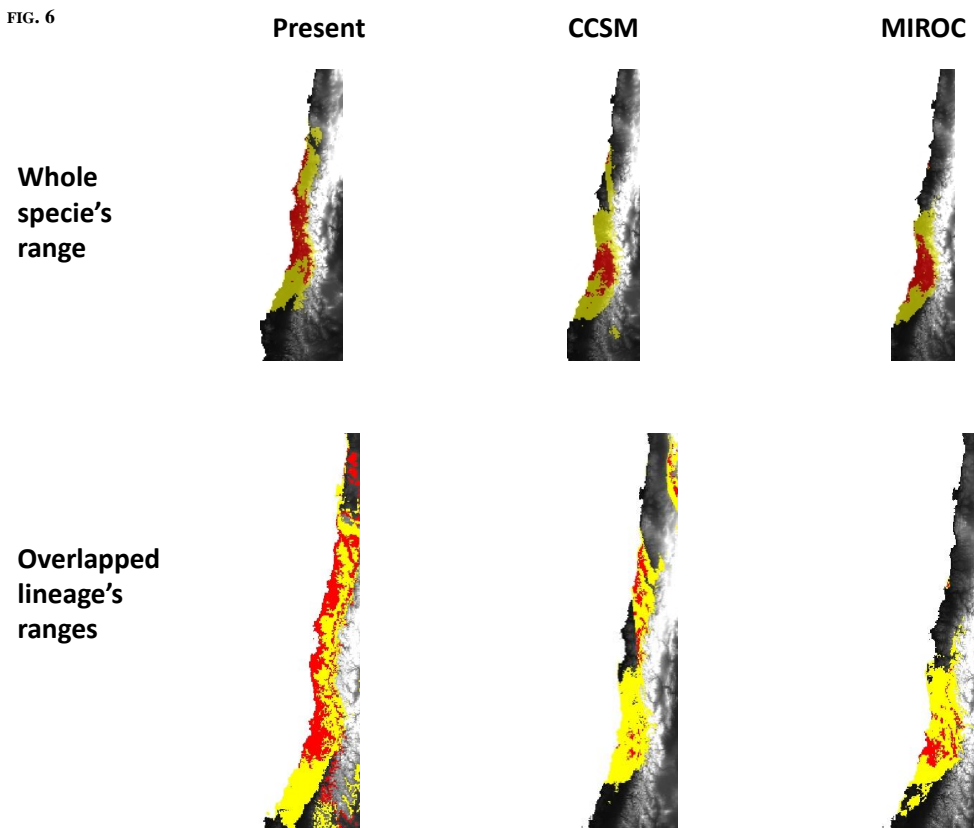 FIG. 6
Present
CCSM
MIROC
Whole
specie's
range
Overlapped
lineage's
ranges